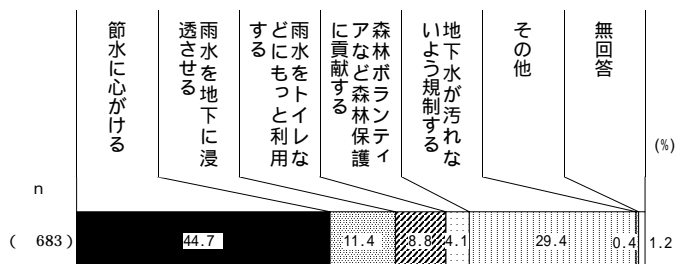 節水に心がける
雨水を地下に浸
透させる
雨水をトイレな
どにもっと利用
する
森林ボランティ
アなど森林保護
に貢献する
地下水が汚れな
いよう規制する
その他
無回答
(%)
n
( 683)
44.7
11.4
8.8
4.1
29.4
0.4
1.2